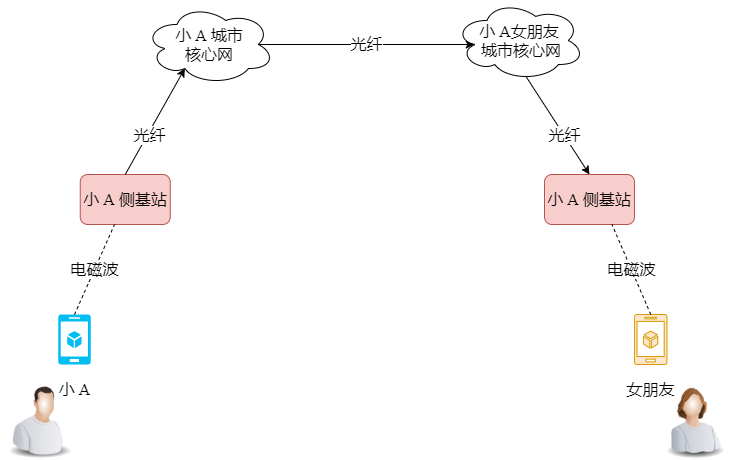 小 A 城市
核心网
光纤
小 A女朋友
城市核心网
光纤
光纤
小 A 侧基站
小 A 侧基站
电磁波
电磁波
小 A
女朋友